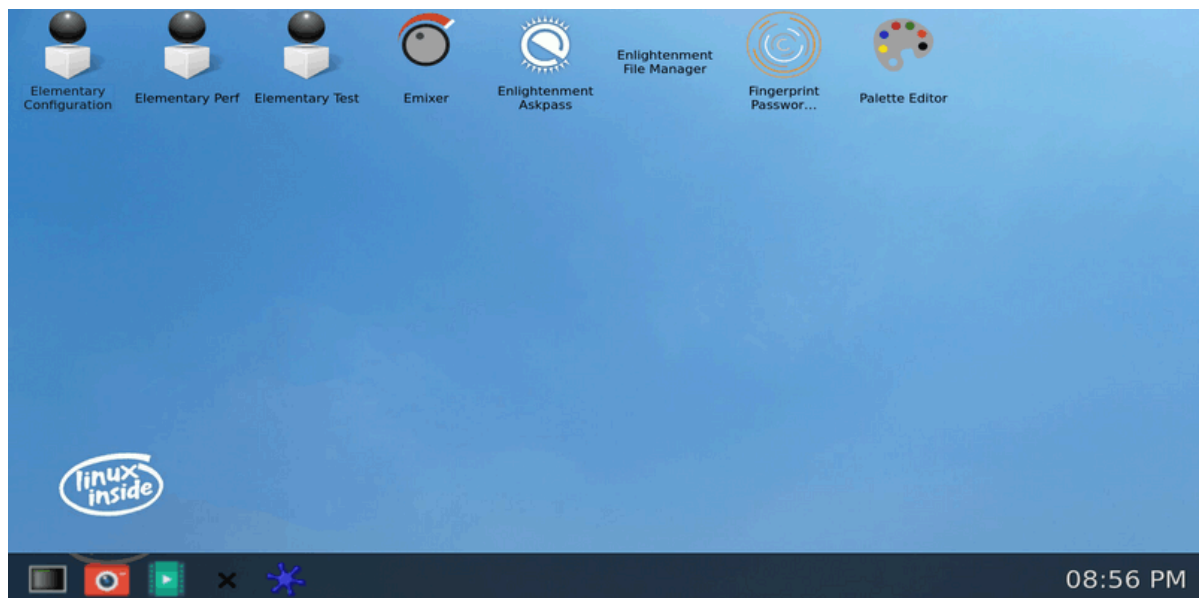 Elementary
Configuration
Elementary Perf
Elementary Test
Emixer
Enlightenment
Askpass
Enlightenment
File Manager
Fingerprint
Passwor...
Palette Editor
linux
inside
08:56 PM